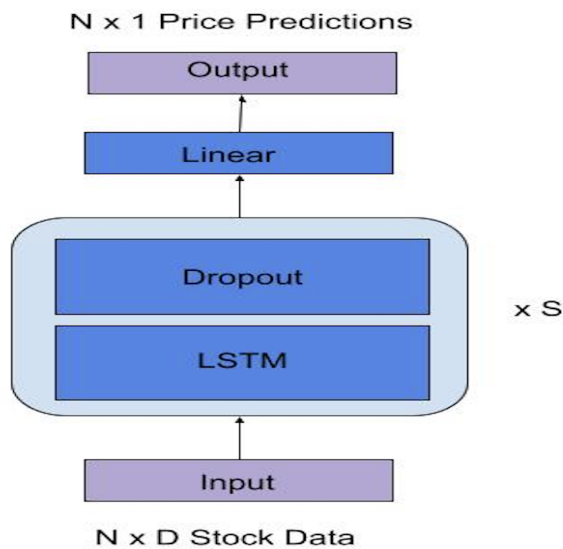 N x 1 Price Predictions
Output
Linear
Dropout
x S
LSTM
Input
N x D Stock Data